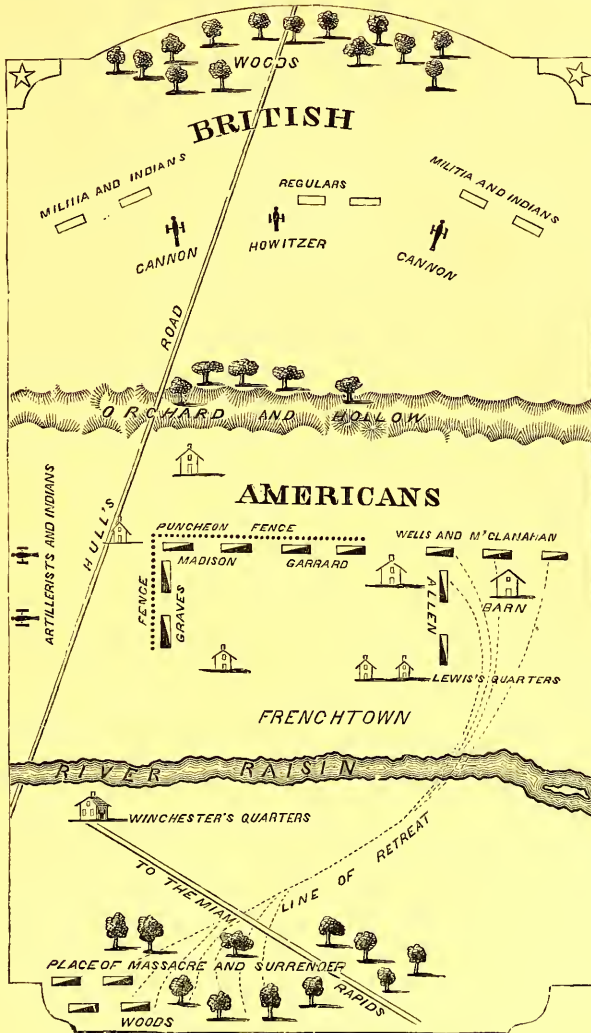 WOODS
BRITISH
MILITIA AND INDIANS
REGULARS
MILITIA AND INDIANS
CANNON
HOWITZER
CANNON
HULL'S ROAD
ORCHARD AND HOLLOW
AMERICANS
ARTILLERISTS AND INDIANS
PUNCHEON FENCE
WELLS AND McCLANAHAN
MADISON
GARRARD
FENCE
GRAVES
ALLEN
BARN
LEWIS'S QUARTERS
FRENCHTOWN
RIVER RAISIN
WINCHESTER'S QUARTERS
LINE OF RETREAT
TO THE MIAMI RAPIDS
PLACE OF MASSACRE AND SURRENDER
WOODS